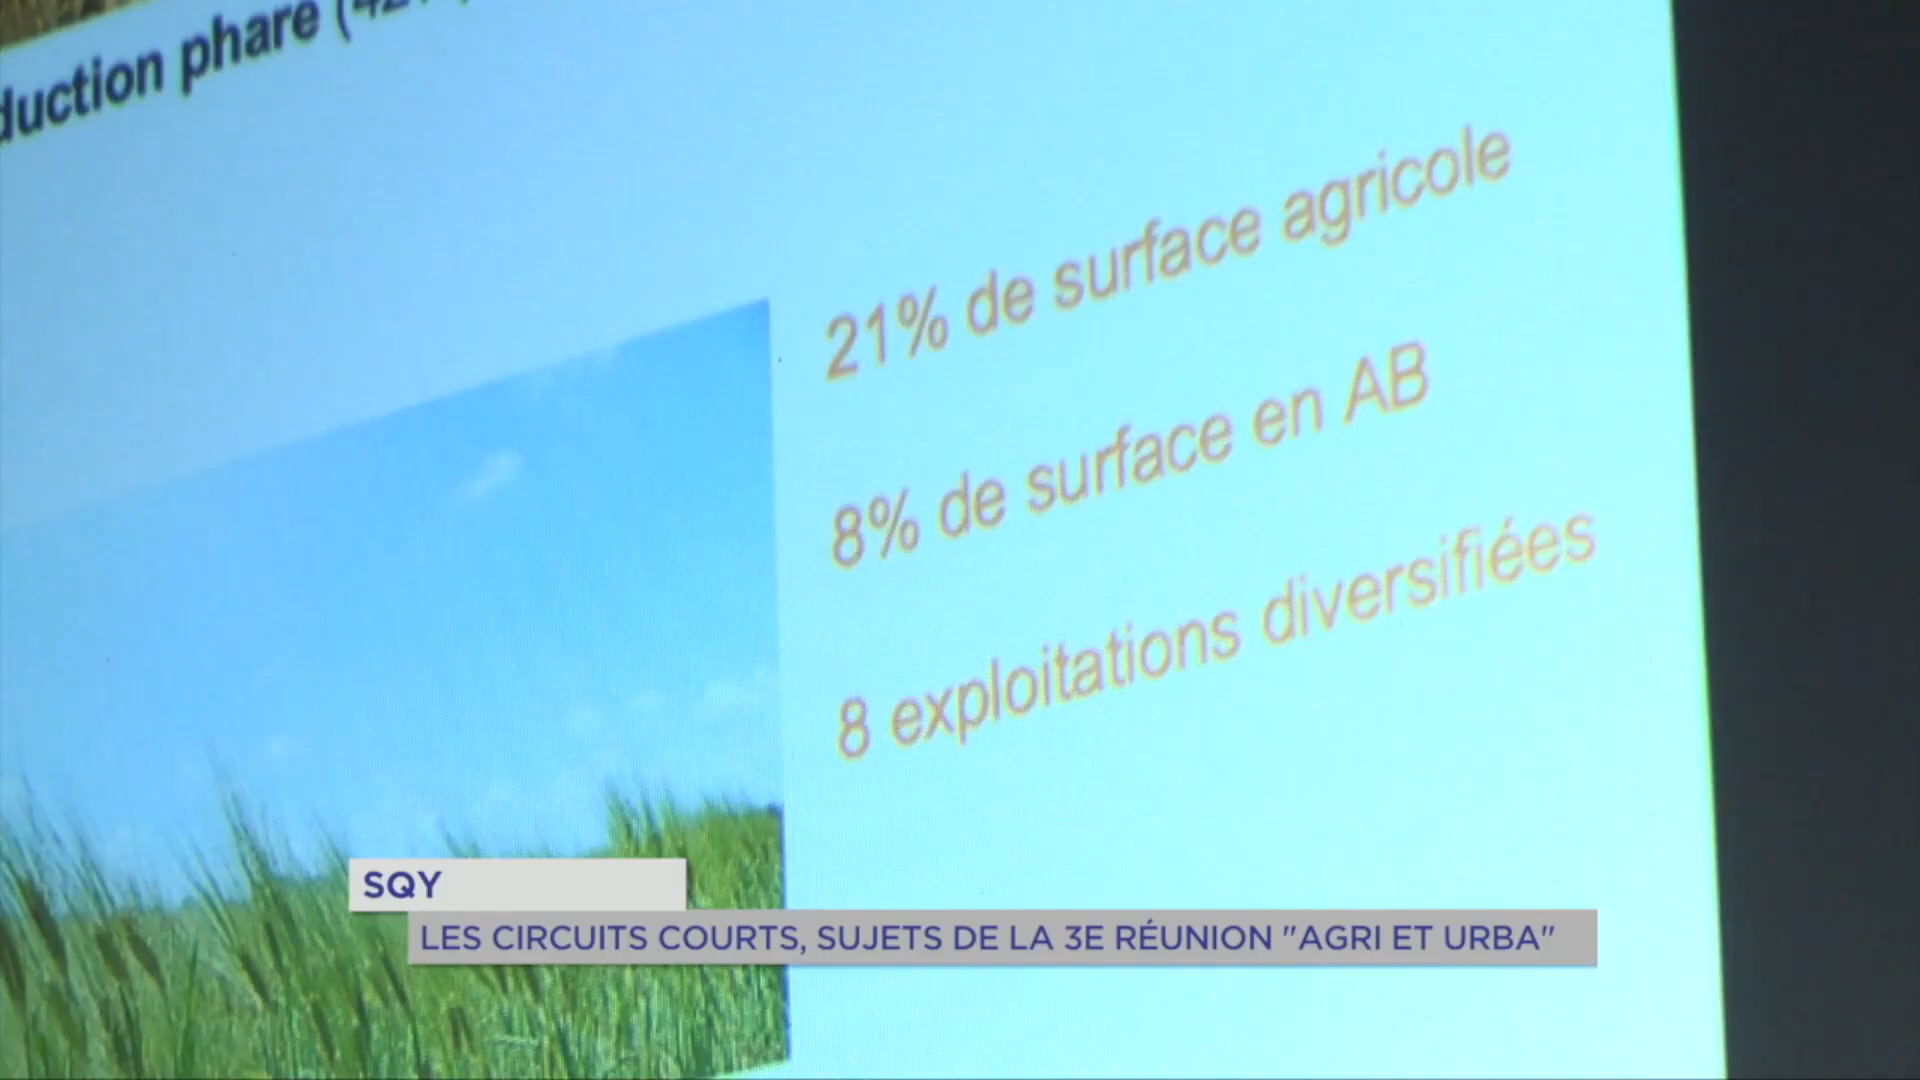 phare
21% de surface agricole
8% de surface en AB
8 exploitations diversifiées
SQY
LES CIRCUITS COURTS, SUJETS DE LA 3E RÉUNION "AGRI ET URBA"